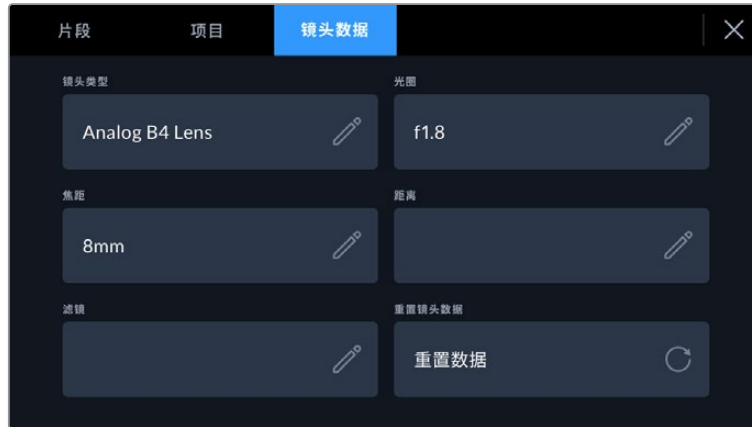 片段 项目 镜头数据
镜头类型 光圈
Analog B4 Lens f1.8
焦距 距离
8mm
滤镜 重置镜头数据
重置数据